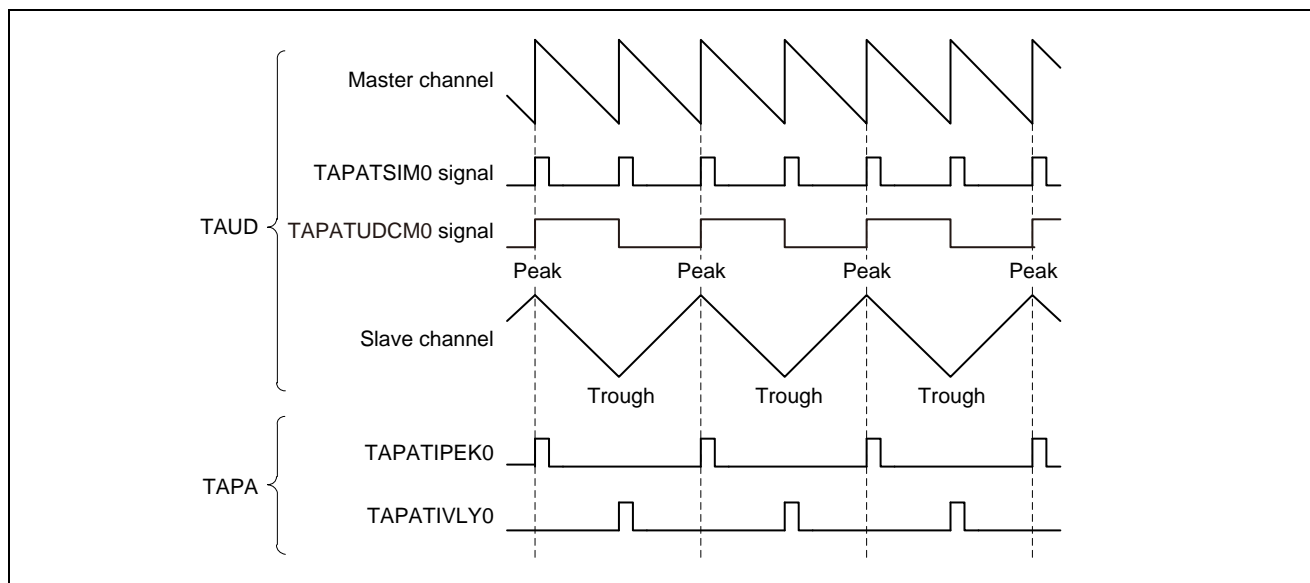 Master channel
TAPATSIM0 signal
TAUD
TAPATUDCM0 signal
Peak Peak Peak Peak
Slave channel
Trough Trough Trough
TAPATIPEK0
TAPA
TAPATIVLY0